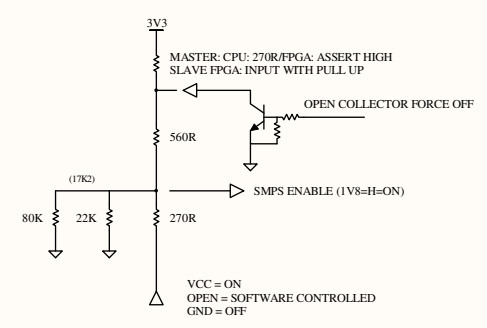 3V3
MASTER: CPU: 270R/FPGA: ASSERT HIGH
SLAVE FPGA: INPUT WITH PULL UP
OPEN COLLECTOR FORCE OFF
560R
(17K2)
SMPS ENABLE (1V8=H=ON)
80K
22K
270R
VCC = ON
OPEN = SOFTWARE CONTROLLED
GND = OFF